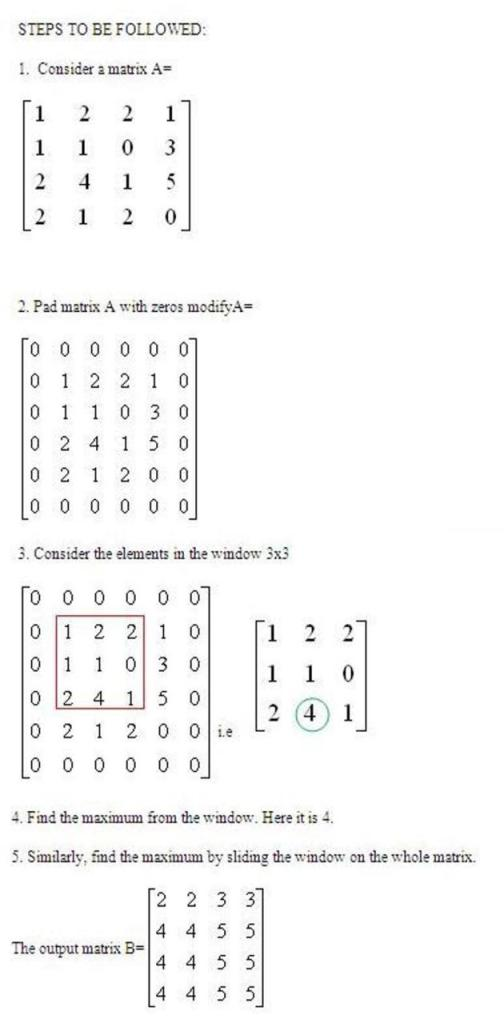 STEPS TO BE FOLLOWED:
1. Consider a matrix A=
1 2 2 1
1 1 0 3
2 4 1 5
2 1 2 0
2. Pad matrix A with zeros modifyA=
0 0 0 0 0 0
0 1 2 2 1 0
0 1 1 0 3 0
0 2 4 1 5 0
0 2 1 2 0 0
0 0 0 0 0 0
3. Consider the elements in the window 3x3
0 0 0 0 0 0
0 1 2 2 1 0
0 1 1 0 3 0
0 2 4 1 5 0
0 2 1 2 0 0
0 0 0 0 0 0
i.e
1 2 2
1 1 0
2 4 1
4. Find the maximum from the window. Here it is 4.
5. Similarly, find the maximum by sliding the window on the whole matrix.
The output matrix B=
2 2 3 3
4 4 5 5
4 4 5 5
4 4 5 5